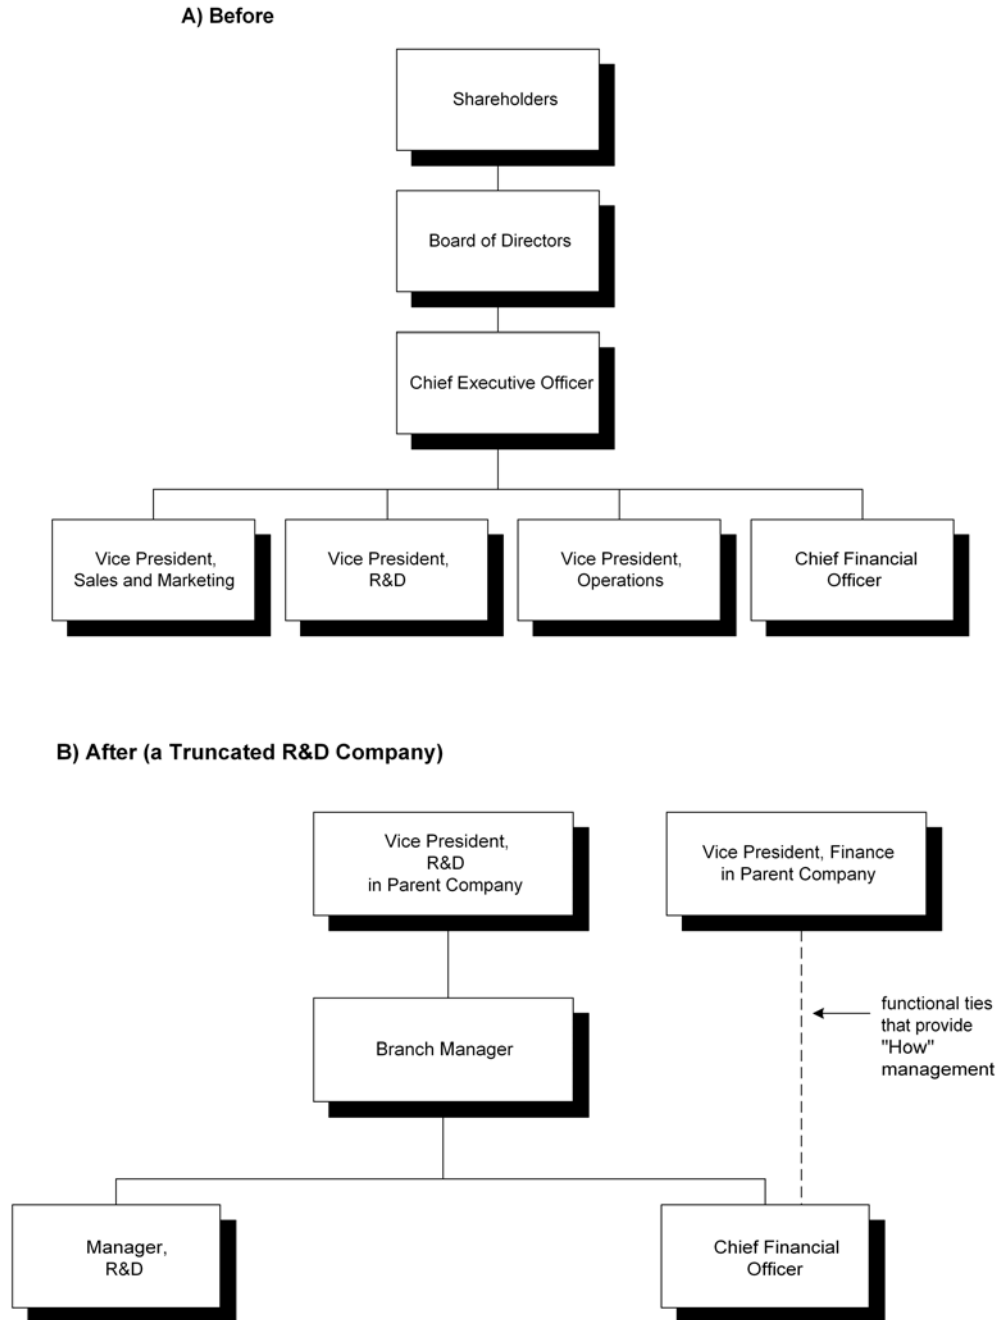 A) Before
Shareholders
Board of Directors
Chief Executive Officer
Vice President,
Sales and Marketing
Vice President,
R&D
Vice President,
Operations
Chief Financial
Officer
B) After (a Truncated R&D Company)
Vice President,
R&D
in Parent Company
Vice President, Finance
in Parent Company
functional ties
that provide
"How"
management
Branch Manager
Manager,
R&D
Chief Financial
Officer